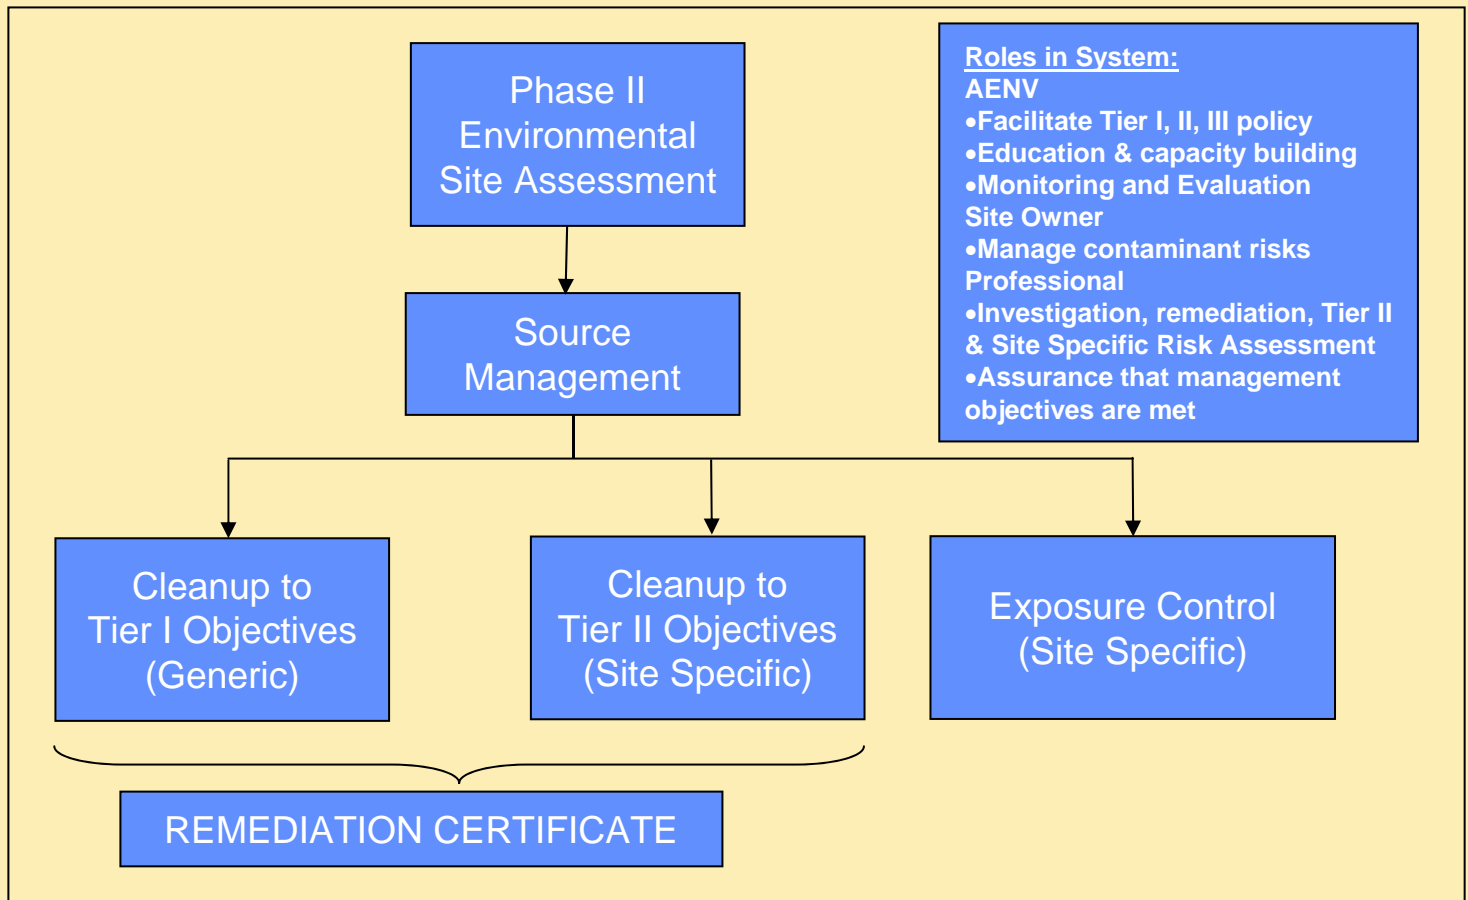 Phase II
Environmental
Site Assessment
Roles in System:
AENV
•Facilitate Tier I, II, III policy
•Education & capacity building
•Monitoring and Evaluation
Site Owner
•Manage contaminant risks
Professional
•Investigation, remediation, Tier II
& Site Specific Risk Assessment
•Assurance that management
objectives are met
Source
Management
Cleanup to
Tier I Objectives
(Generic)
Cleanup to
Tier II Objectives
(Site Specific)
Exposure Control
(Site Specific)
REMEDIATION CERTIFICATE